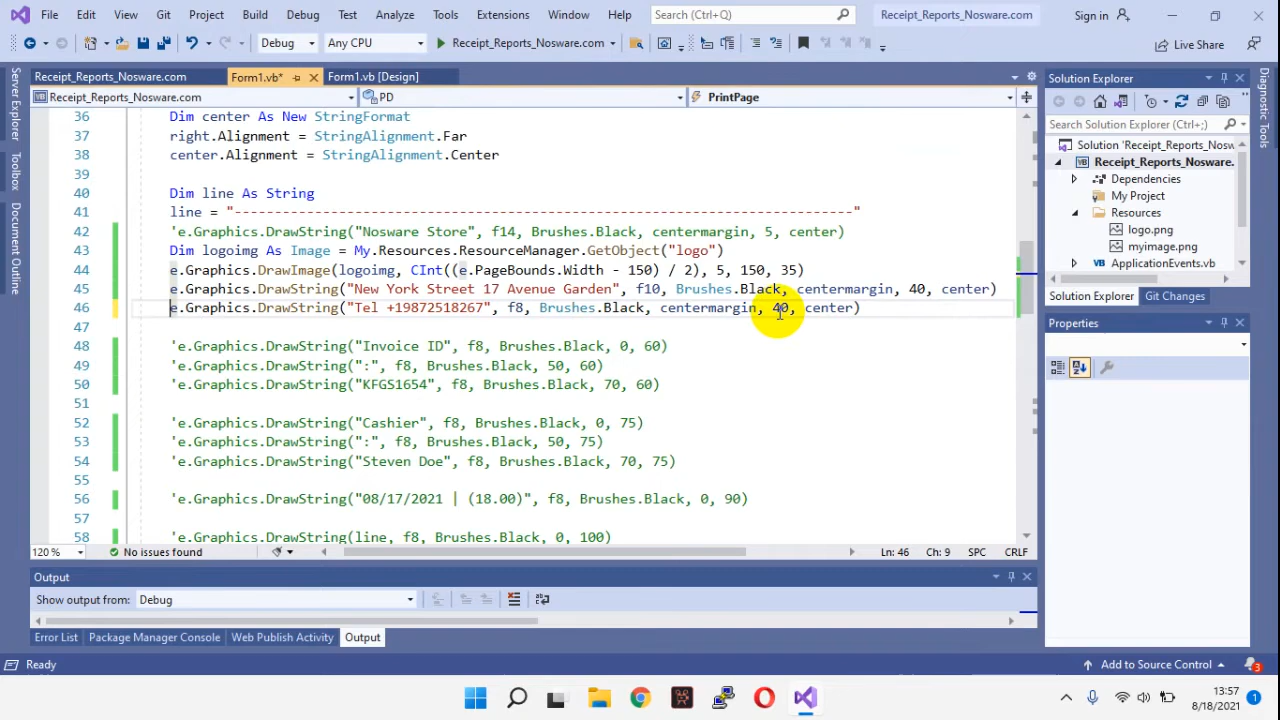 File Edit View Git Project Build Debug Test Analyze Tools Extensions Window Help Search (Ctrl+Q) Receipt_Reports_Nosware.com Sign in
Debug Any CPU Receipt_Reports_Nosware.com Live Share
Receipt_Reports_Nosware.com Form1.vb* Form1.vb [Design]
Receipt_Reports_Nosware.com PD PrintPage
Server Explorer
Toolbox
Document Outline
36 Dim center As New StringFormat
37 right.Alignment = StringAlignment.Far
38 center.Alignment = StringAlignment.Center
39
40 Dim line As String
41 line = "-----------------------------------------------------------------------------"
42 'e.Graphics.DrawString("Nosware Store", f14, Brushes.Black, centermargin, 5, center)
43 Dim logoimg As Image = My.Resources.ResourceManager.GetObject("logo")
44 e.Graphics.DrawImage(logoimg, CInt((e.PageBounds.Width - 150) / 2), 5, 150, 35)
45 e.Graphics.DrawString("New York Street 17 Avenue Garden", f10, Brushes.Black, centermargin, 40, center)
46 e.Graphics.DrawString("Tel +19872518267", f8, Brushes.Black, centermargin, 40, center)
47
48 'e.Graphics.DrawString("Invoice ID", f8, Brushes.Black, 0, 60)
49 'e.Graphics.DrawString(":", f8, Brushes.Black, 50, 60)
50 'e.Graphics.DrawString("KFGS1654", f8, Brushes.Black, 70, 60)
51
52 'e.Graphics.DrawString("Cashier", f8, Brushes.Black, 0, 75)
53 'e.Graphics.DrawString(":", f8, Brushes.Black, 50, 75)
54 'e.Graphics.DrawString("Steven Doe", f8, Brushes.Black, 70, 75)
55
56 'e.Graphics.DrawString("08/17/2021 | (18.00)", f8, Brushes.Black, 0, 90)
57
58 'e.Graphics.DrawString(line, f8, Brushes.Black, 0, 100)
120 % No issues found Ln: 46 Ch: 9 SPC CRLF
Output
Show output from: Debug
Error List Package Manager Console Web Publish Activity Output
Solution Explorer
Search Solution Explorer (Ctrl+;)
Solution 'Receipt_Reports_Nosw
Receipt_Reports_Nosware.
Dependencies
My Project
Resources
logo.png
myimage.png
ApplicationEvents.vb
Solution Explorer Git Changes
Properties
Diagnostic Tools
Ready Add to Source Control 3
13:57
8/18/2021
1